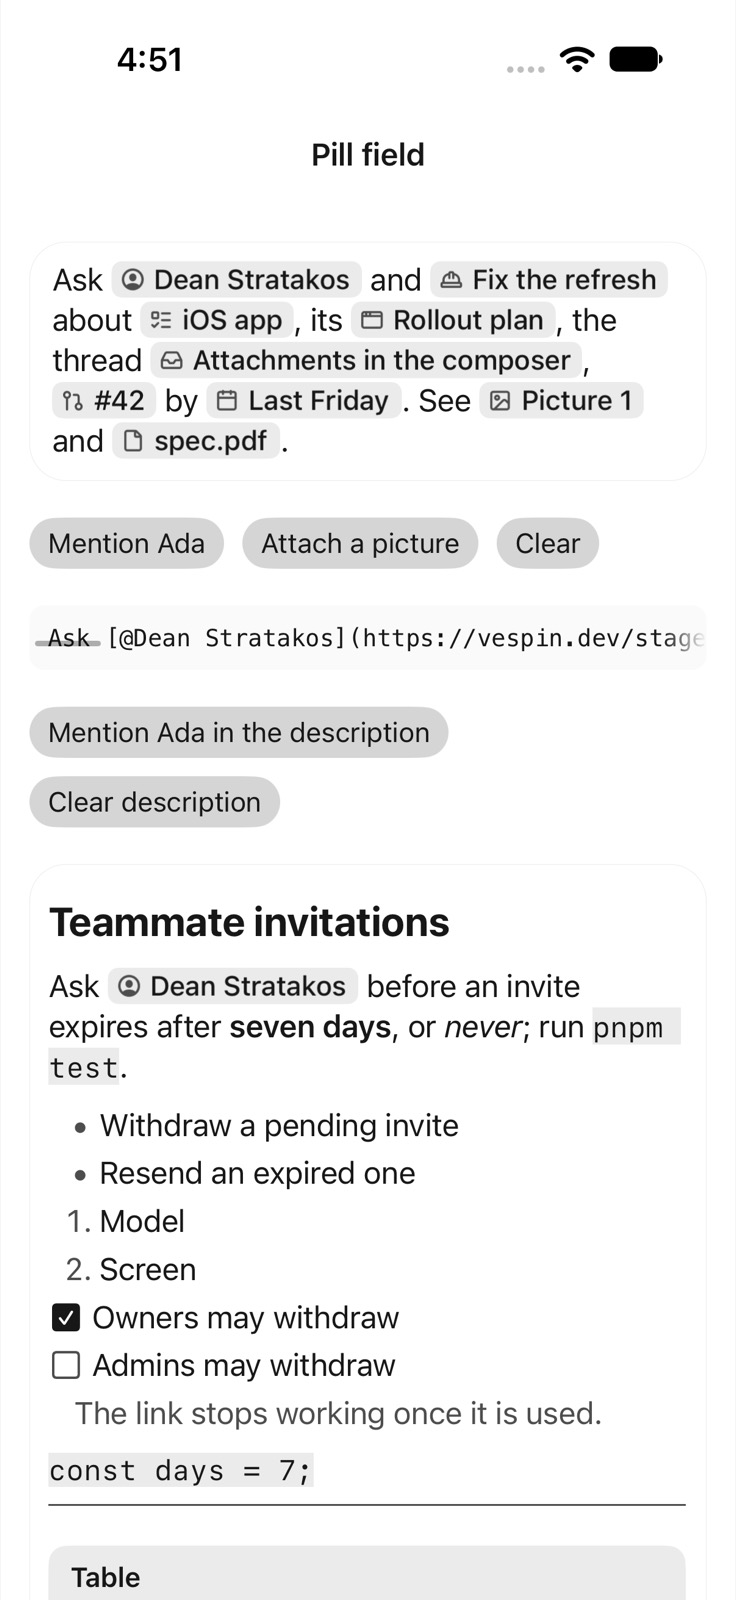 4:51
Pill field
Ask Dean Stratakos and Fix the refresh
about iOS app, its Rollout plan, the
thread Attachments in the composer,
#42 by Last Friday. See Picture 1
and spec.pdf.
Mention Ada Attach a picture Clear
Ask [@Dean Stratakos](https://vespin.dev/stage
Mention Ada in the description
Clear description
Teammate invitations
Ask Dean Stratakos before an invite
expires after seven days, or never; run pnpm
test.
• Withdraw a pending invite
• Resend an expired one
1. Model
2. Screen
Owners may withdraw
Admins may withdraw
The link stops working once it is used.
const days = 7;
Table